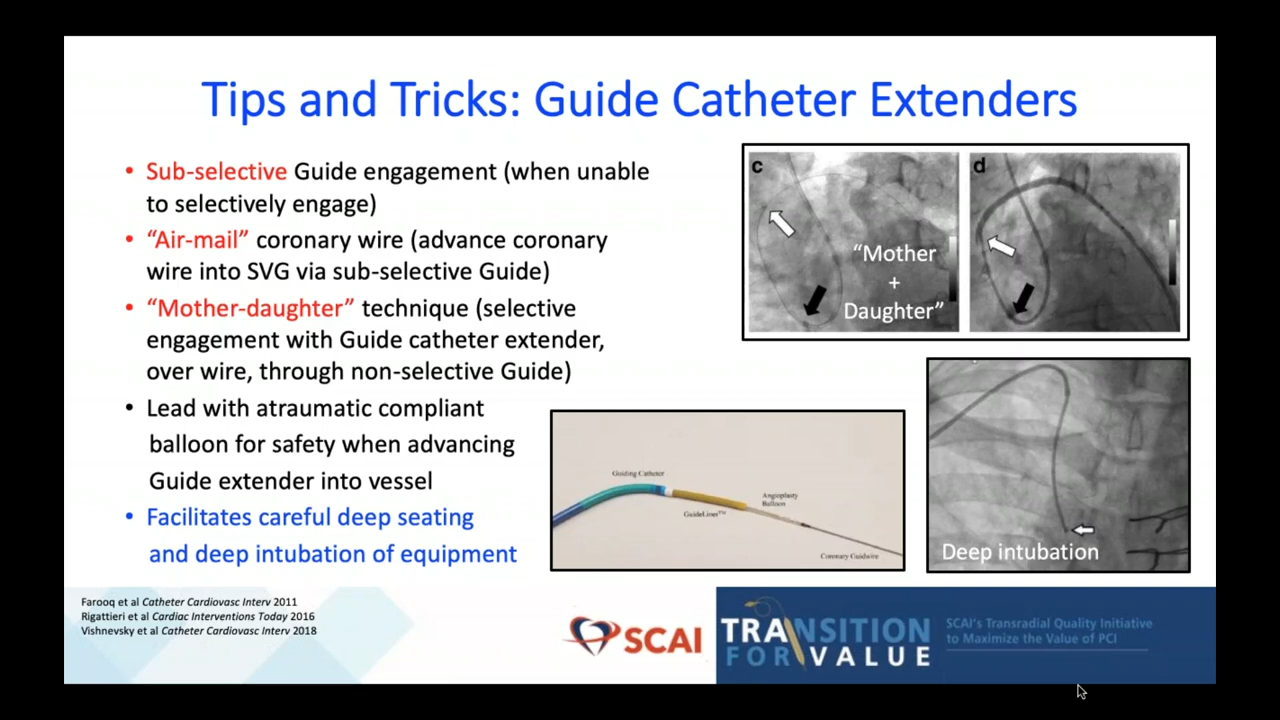 Tips and Tricks: Guide Catheter Extenders
• Sub-selective Guide engagement (when unable
to selectively engage)
• “Air-mail” coronary wire (advance coronary
wire into SVG via sub-selective Guide)
• “Mother-daughter” technique (selective
engagement with Guide catheter extender,
over wire, through non-selective Guide)
• Lead with atraumatic compliant
balloon for safety when advancing
Guide extender into vessel
• Facilitates careful deep seating
and deep intubation of equipment
c
d
“Mother
+
Daughter”
Guiding Catheter
GuideLiner™
Angioplasty
Balloon
Coronary Guidwire
Deep intubation
Farooq et al Catheter Cardiovasc Interv 2011
Rigattieri et al Cardiac Interventions Today 2016
Vishnevsky et al Catheter Cardiovasc Interv 2018
SCAI
TRANSITION
FOR VALUE
SCAI's Transradial Quality Initiative
to Maximize the Value of PCI